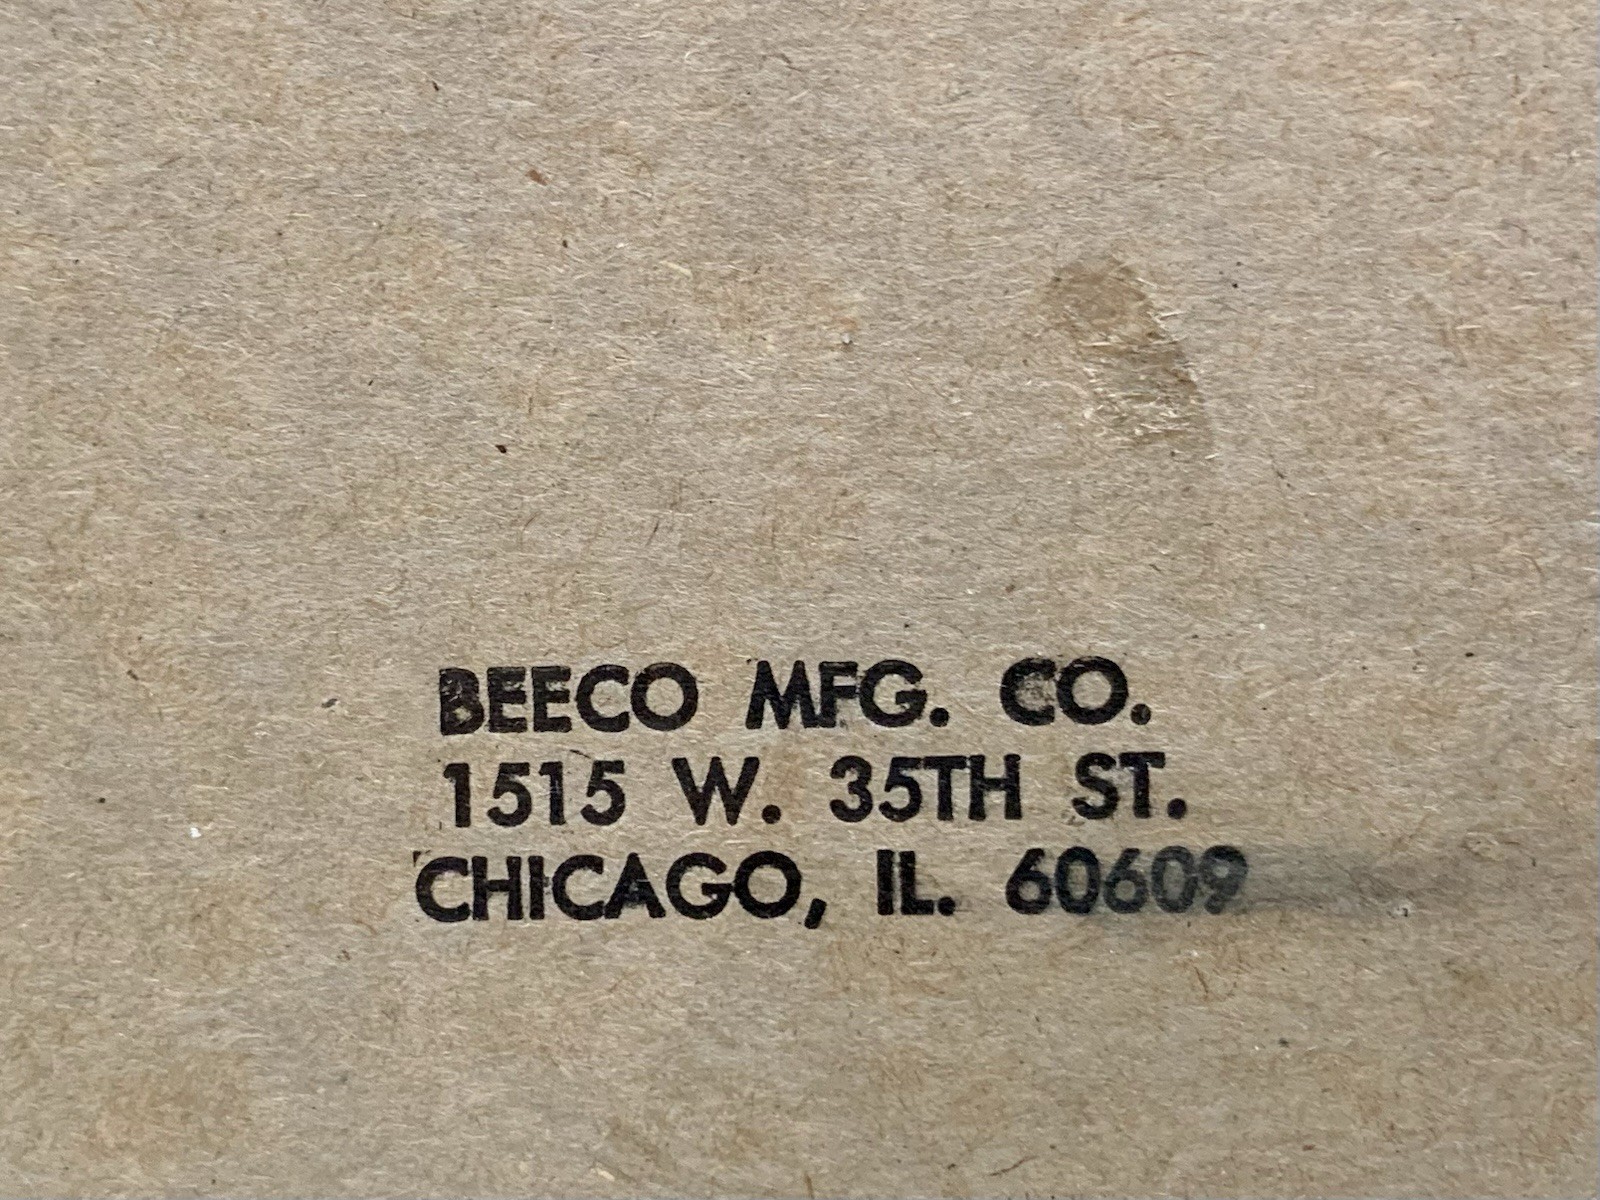 BEECO MFG. CO.
1515 W. 35TH ST.
CHICAGO, IL. 60609